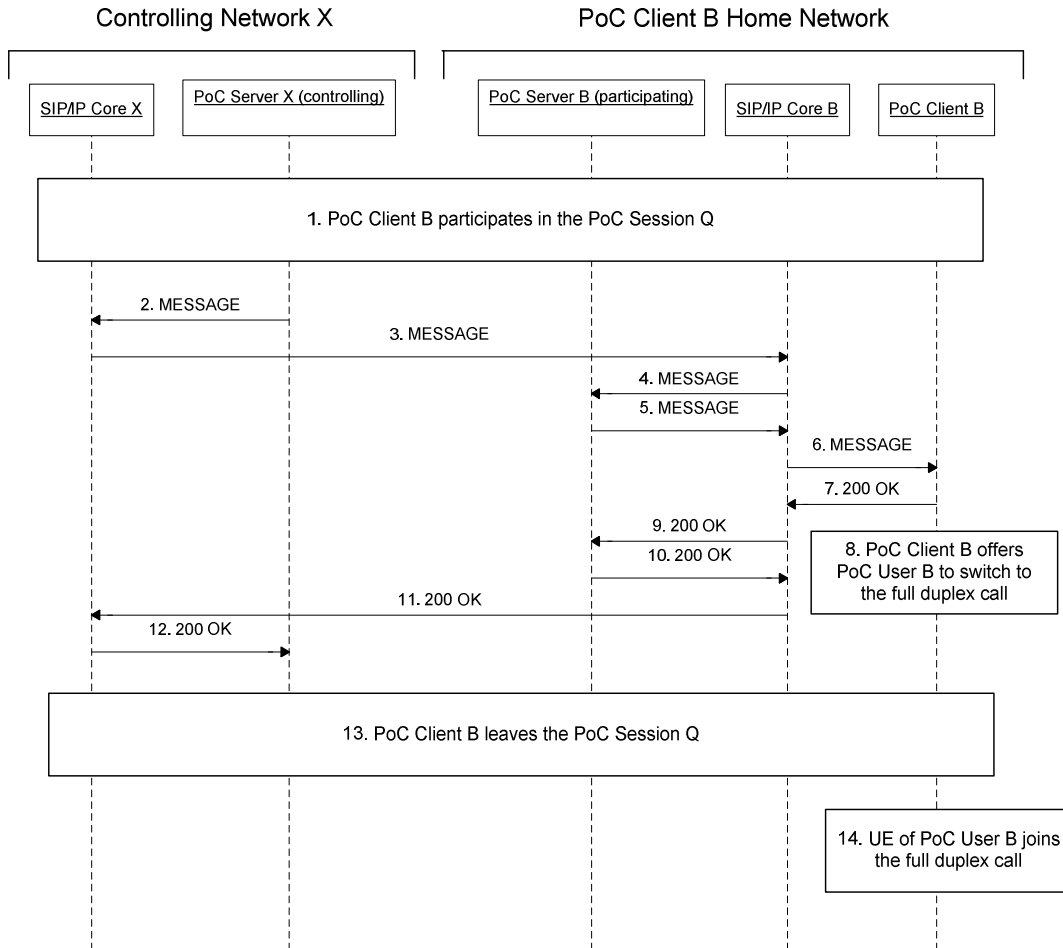 Controlling Network X
PoC Client B Home Network
SIP/IP Core X
PoC Server X (controlling)
PoC Server B (participating)
SIP/IP Core B
PoC Client B
1. PoC Client B participates in the PoC Session Q
2. MESSAGE
3. MESSAGE
4. MESSAGE
5. MESSAGE
6. MESSAGE
7. 200 OK
8. PoC Client B offers
PoC User B to switch to
the full duplex call
9. 200 OK
10. 200 OK
11. 200 OK
12. 200 OK
13. PoC Client B leaves the PoC Session Q
14. UE of PoC User B joins
the full duplex call